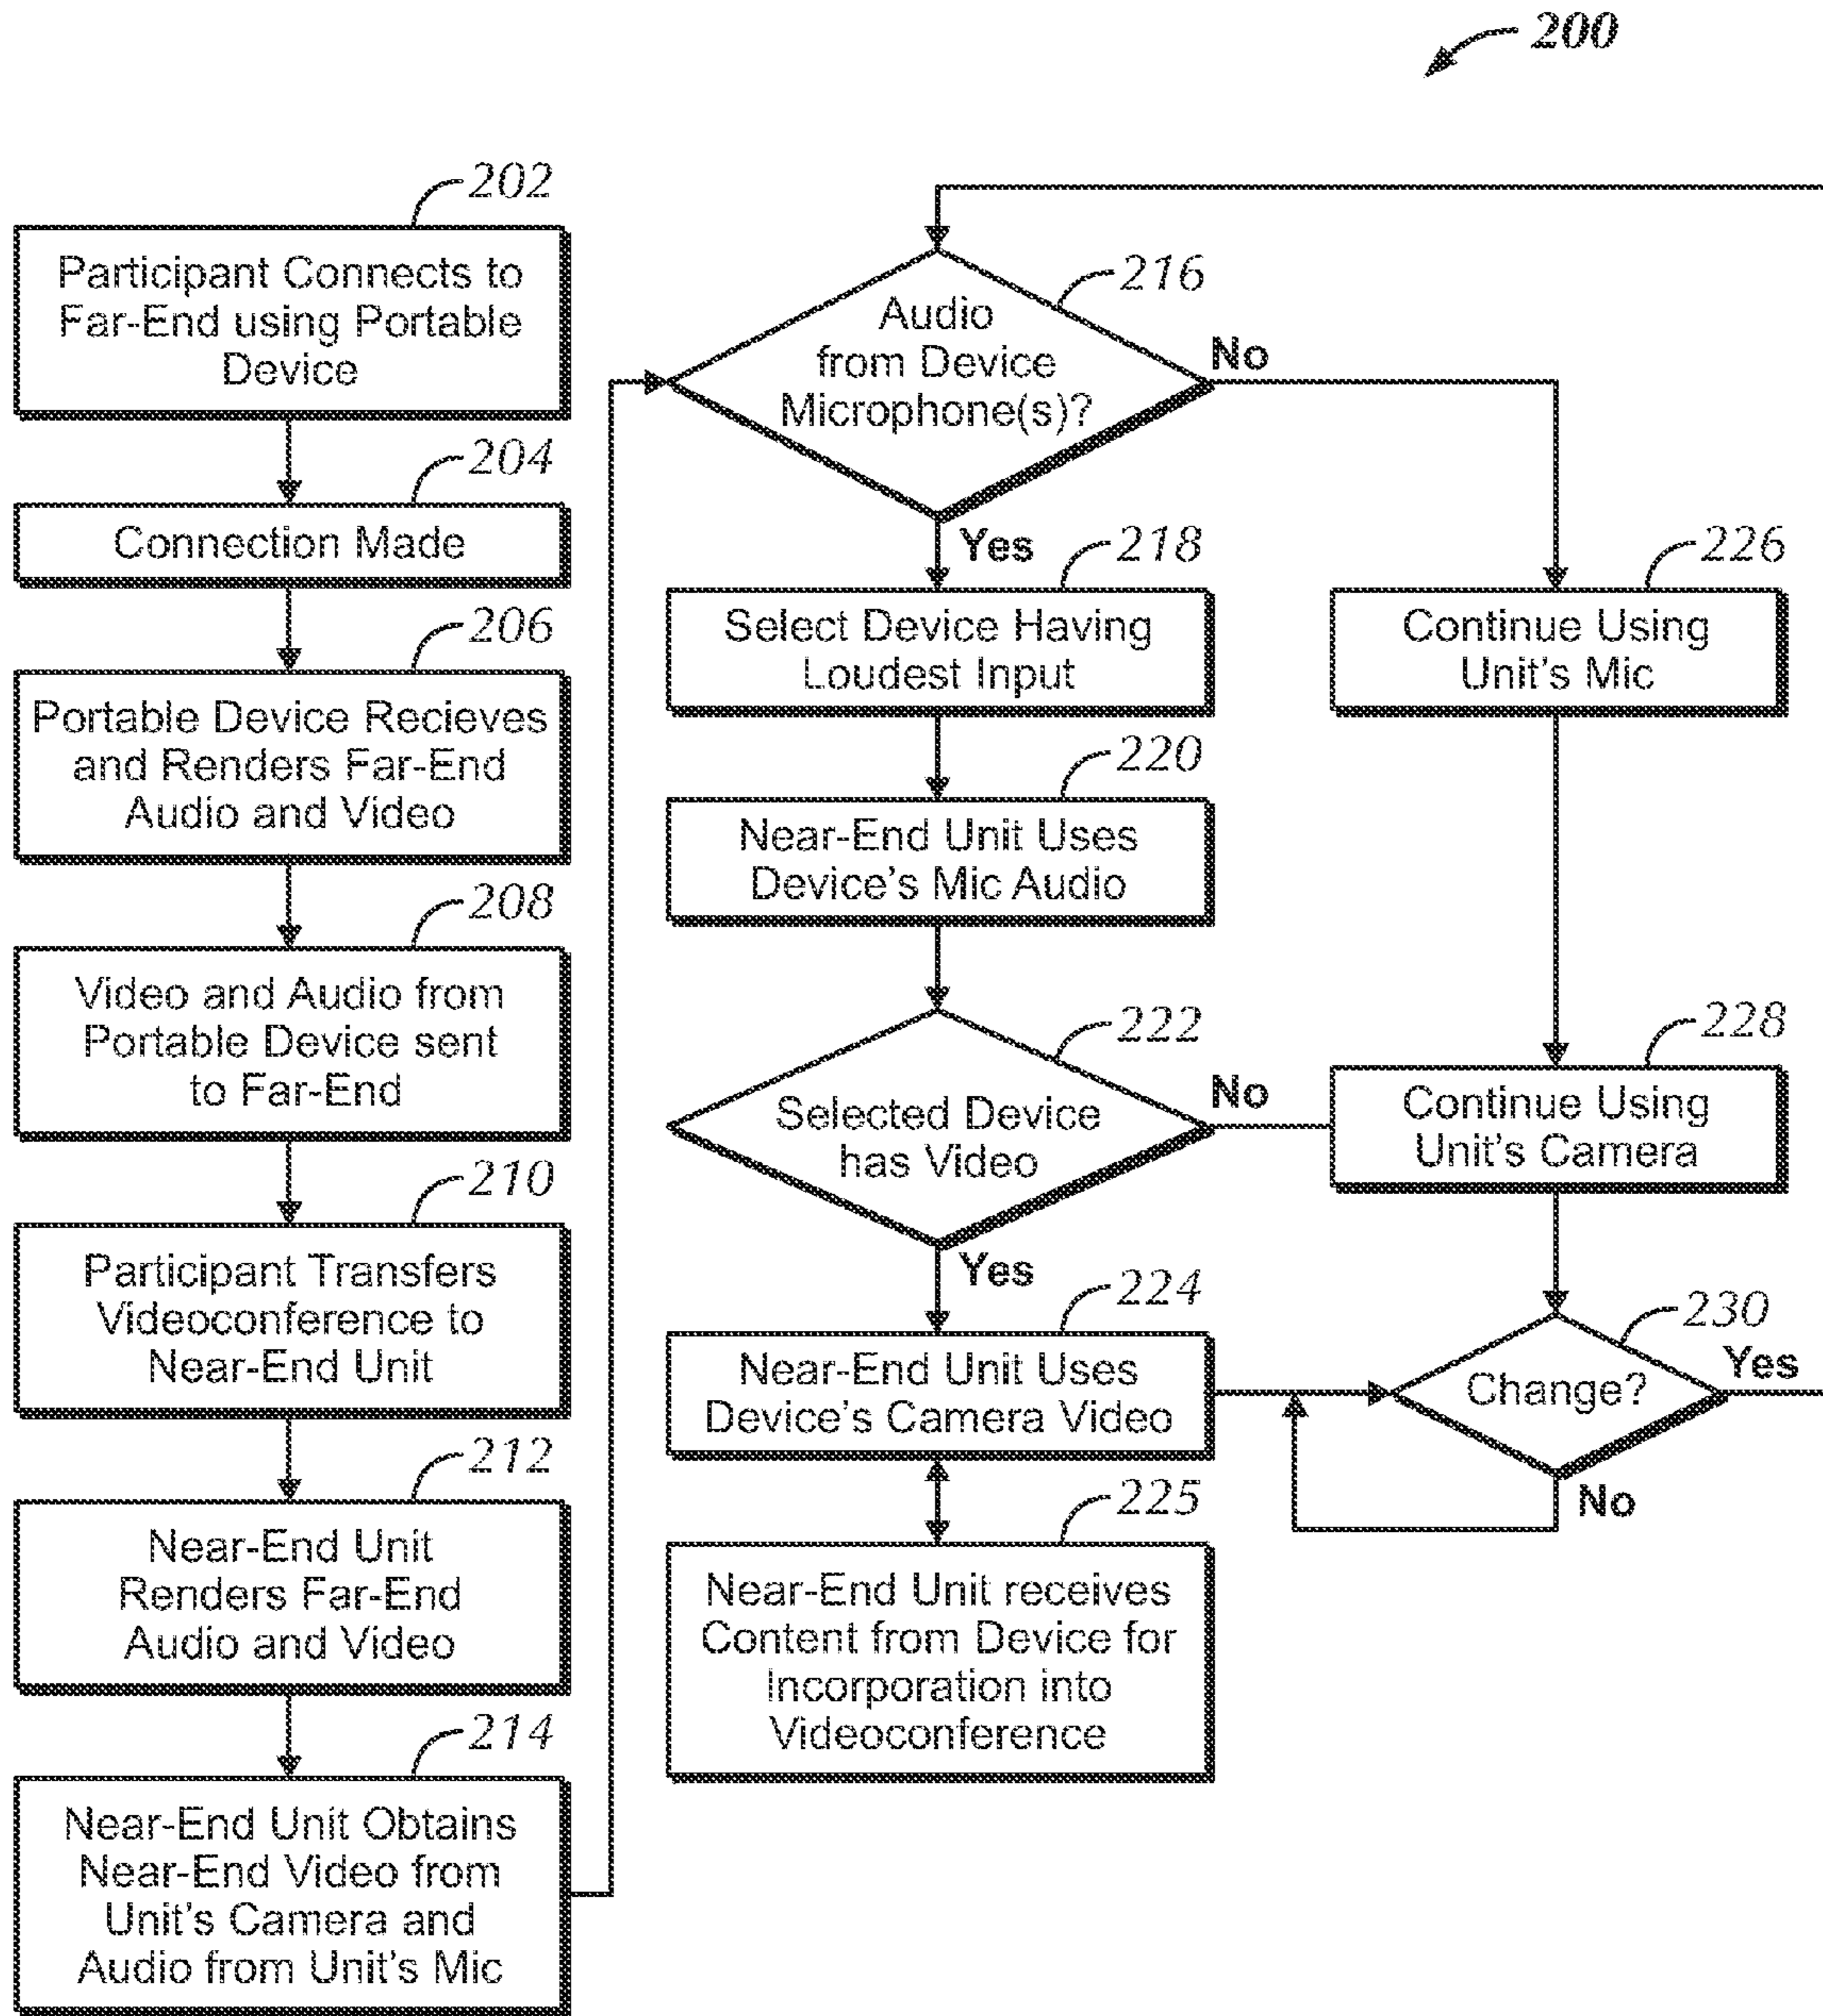 200
202
Participant Connects to
Far-End using Portable
Device
204
Connection Made
206
Portable Device Recieves
and Renders Far-End
Audio and Video
208
Video and Audio from
Portable Device sent
to Far-End
210
Participant Transfers
Videoconference to
Near-End Unit
212
Near-End Unit
Renders Far-End
Audio and Video
214
Near-End Unit Obtains
Near-End Video from
Unit's Camera and
Audio from Unit's Mic
216
Audio
from Device
Microphone(s)?
No
Yes
218
Select Device Having
Loudest Input
220
Near-End Unit Uses
Device's Mic Audio
222
Selected Device
has Video
No
Yes
224
Near-End Unit Uses
Device's Camera Video
225
Near-End Unit receives
Content from Device for
Incorporation into
Videoconference
226
Continue Using
Unit's Mic
228
Continue Using
Unit's Camera
230
Change?
Yes
No